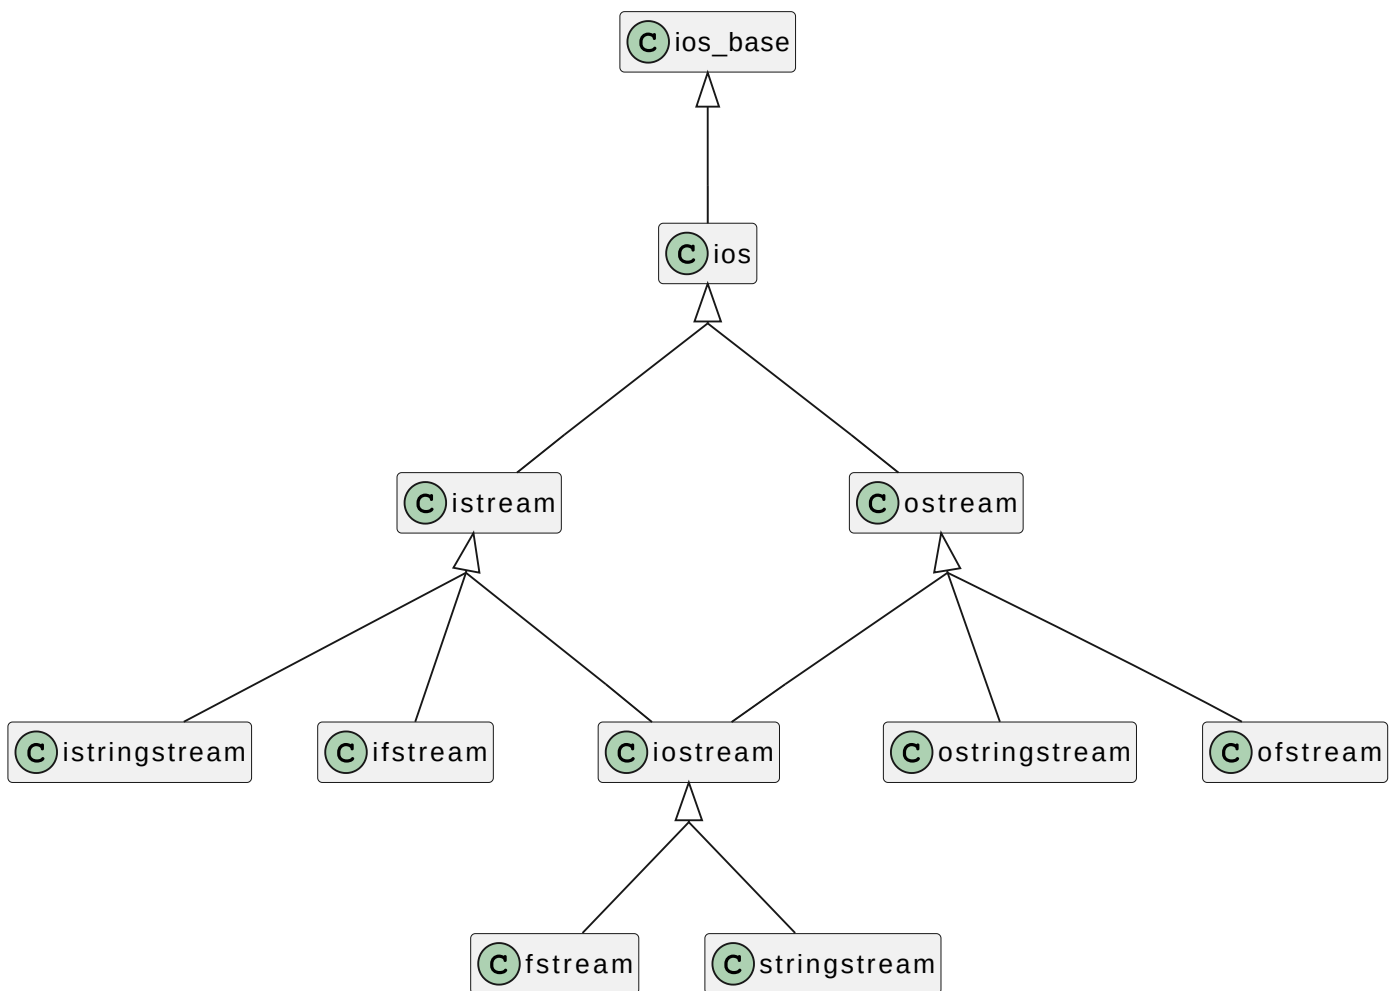 C ios_base
C ios
C istream
C ostream
C istringstream
C ifstream
C iostream
C ostringstream
C ofstream
C fstream
C stringstream